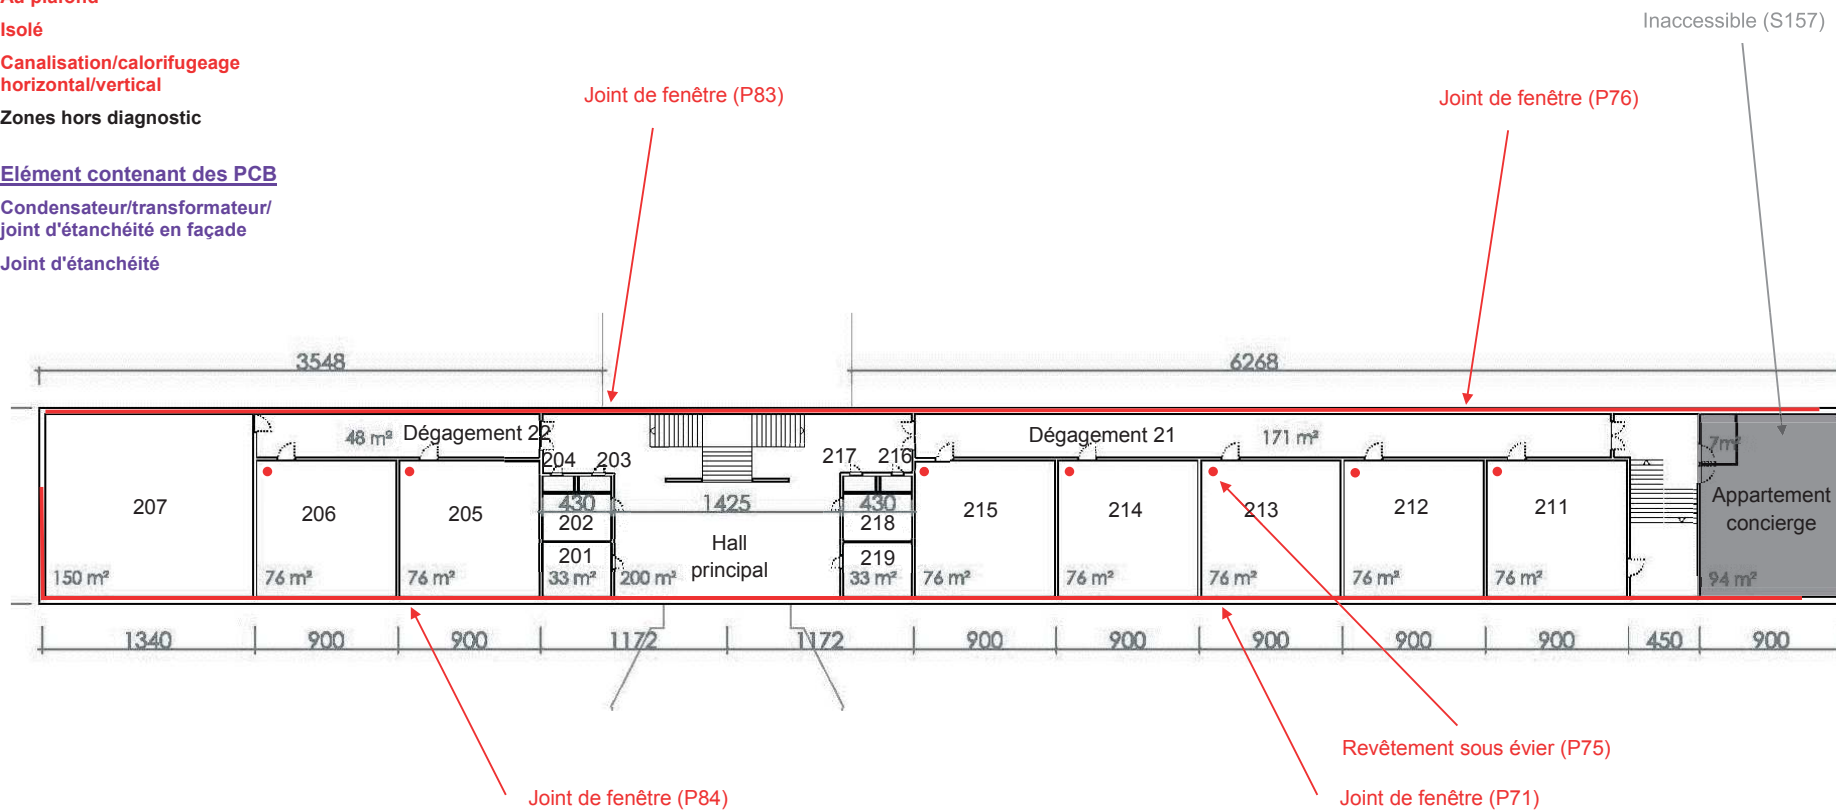 Au plafond
Isolé
Canalisation/calorifugeage
horizontal/vertical
Zones hors diagnostic
Elément contenant des PCB
Condensateur/transformateur/
joint d'étanchéité en façade
Joint d'étanchéité
Inaccessible (S157)
Joint de fenêtre (P83)
Joint de fenêtre (P76)
3548
6268
48 m²
Dégagement 22
Dégagement 21
171 m²
7m²
204
203
217
216
430
1425
430
207
206
205
202
218
215
214
213
212
211
Appartement
concierge
Hall
principal
201
219
150 m²
76 m²
76 m²
33 m²
200 m²
33 m²
76 m²
76 m²
76 m²
76 m²
76 m²
94 m²
1340
900
900
1172
1172
900
900
900
900
900
450
900
Revêtement sous évier (P75)
Joint de fenêtre (P84)
Joint de fenêtre (P71)